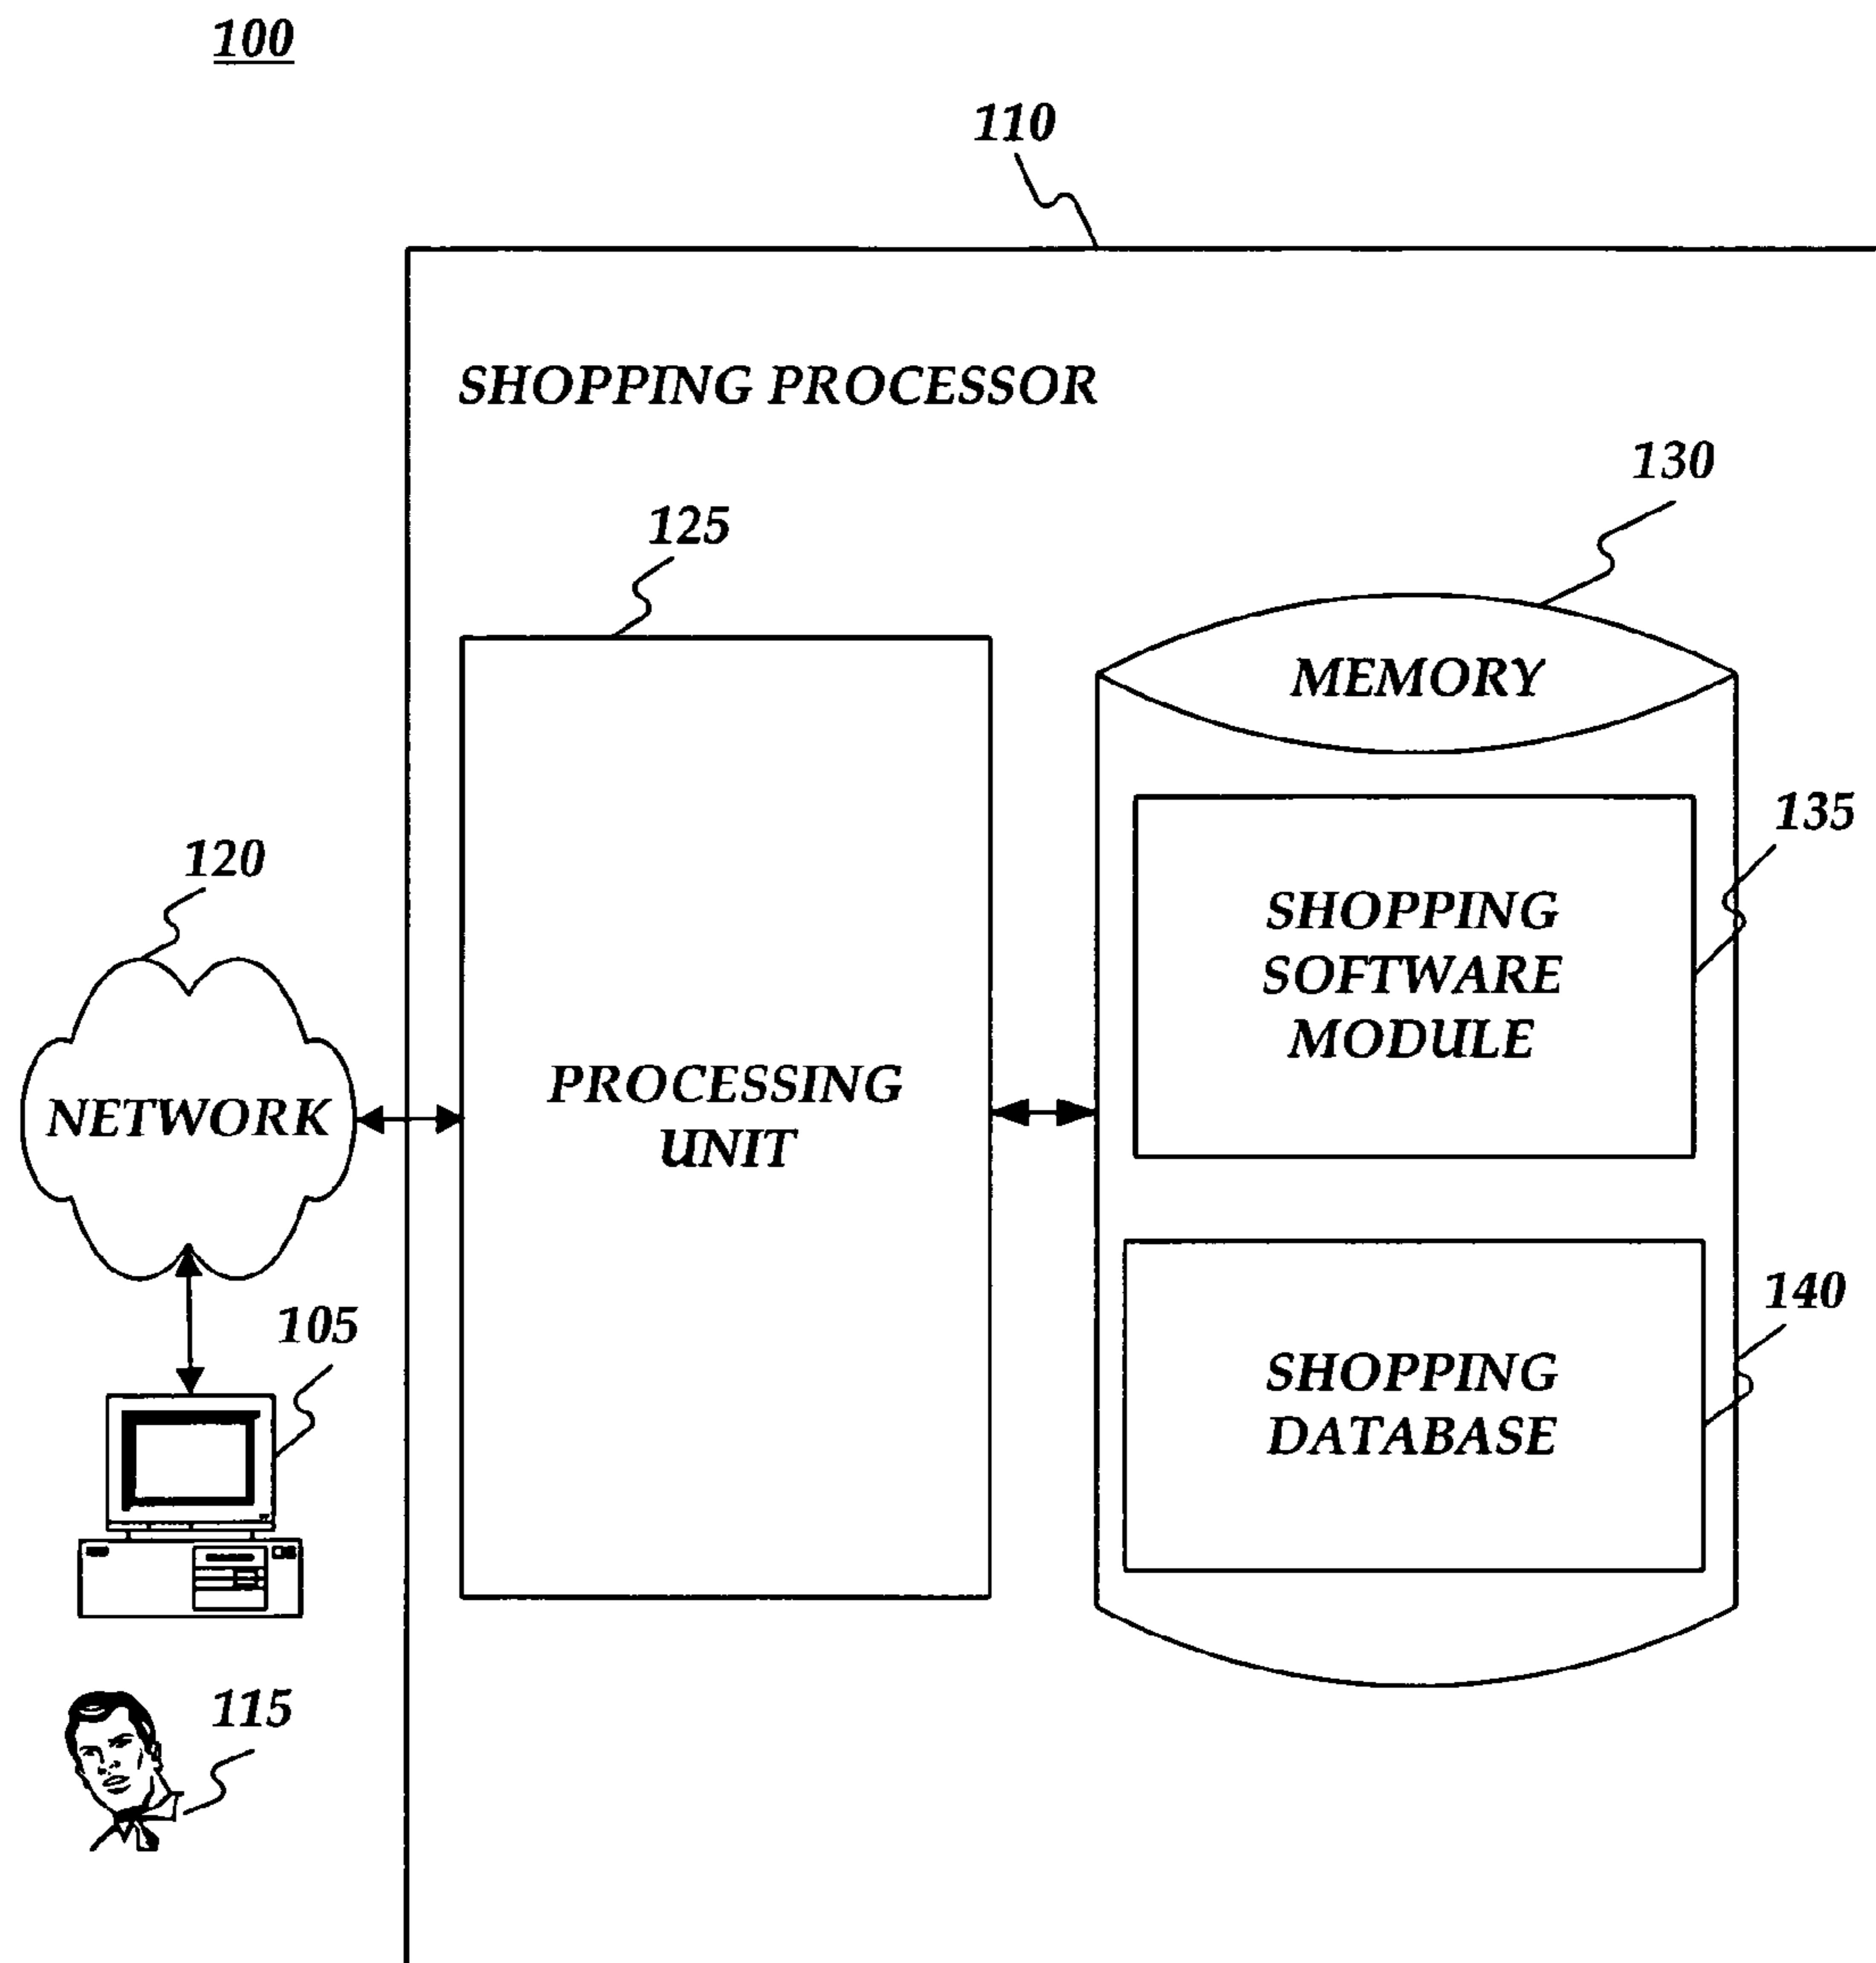 100
110
SHOPPING PROCESSOR
130
125
MEMORY
135
120
SHOPPING
SOFTWARE
MODULE
NETWORK
PROCESSING
UNIT
140
105
SHOPPING
DATABASE
115